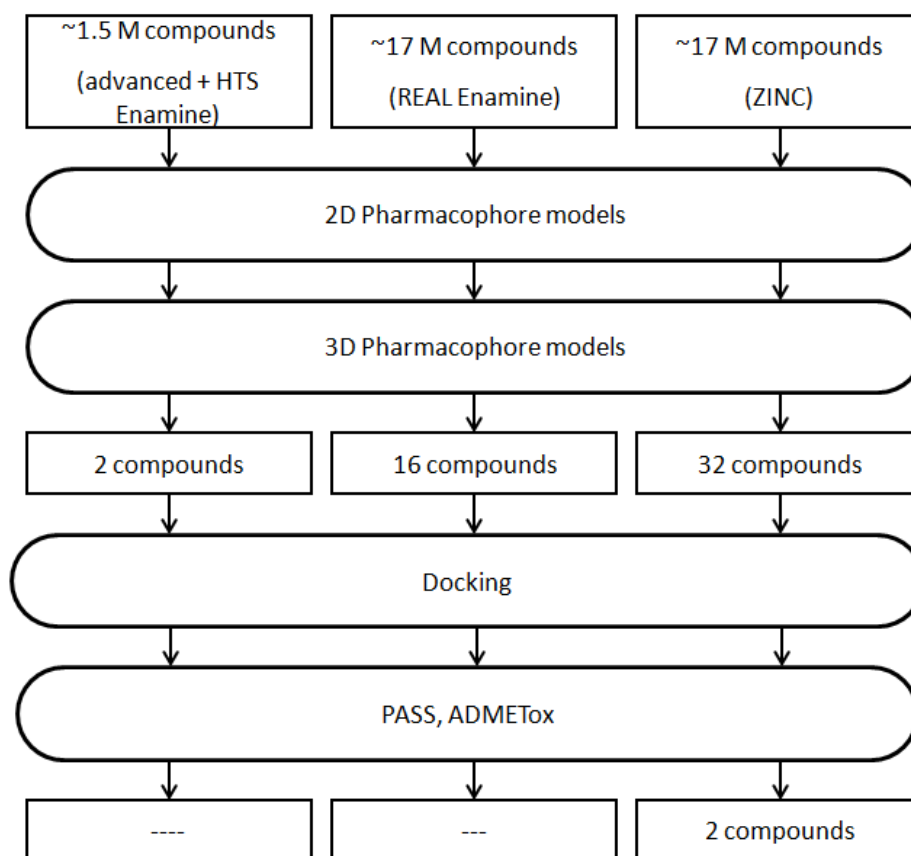 ~1.5 M compounds
(advanced + HTS
Enamine)
~17 M compounds
(REAL Enamine)
~17 M compounds
(ZINC)
2D Pharmacophore models
3D Pharmacophore models
2 compounds
16 compounds
32 compounds
Docking
PASS, ADMETox
----
---
2 compounds